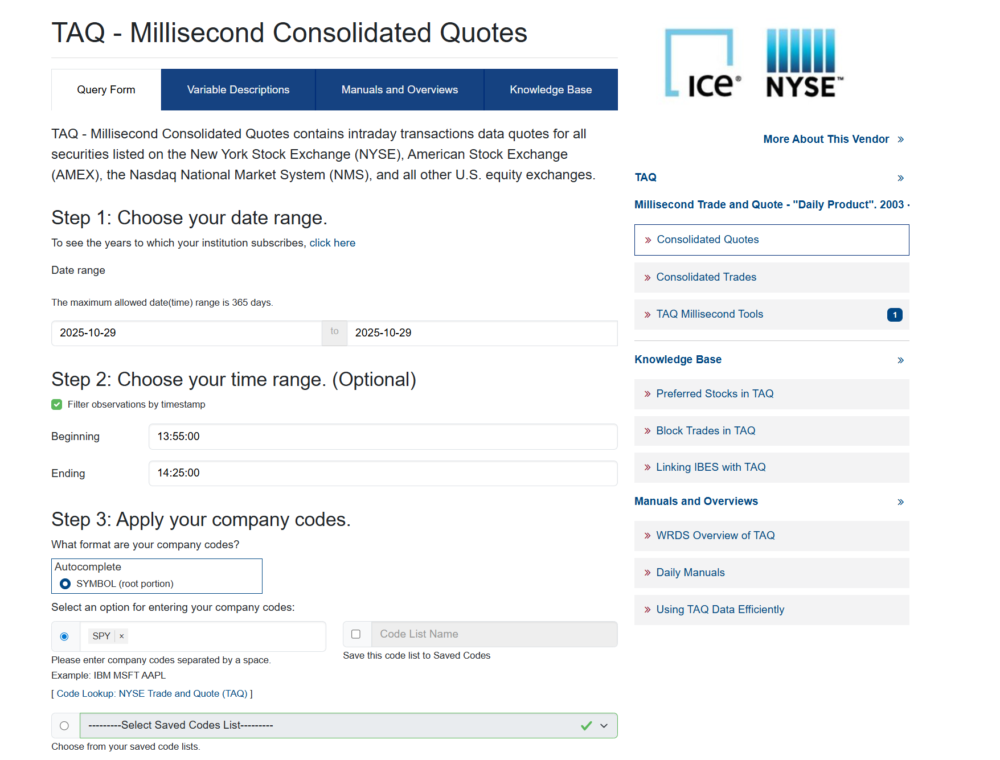 TAQ - Millisecond Consolidated Quotes
Query Form
Variable Descriptions
Manuals and Overviews
Knowledge Base
TAQ - Millisecond Consolidated Quotes contains intraday transactions data quotes for all
securities listed on the New York Stock Exchange (NYSE), American Stock Exchange
(AMEX), the Nasdaq National Market System (NMS), and all other U.S. equity exchanges.
Step 1: Choose your date range.
To see the years to which your institution subscribes, click here
Date range
The maximum allowed date(time) range is 365 days.
2025-10-29 to 2025-10-29
Step 2: Choose your time range. (Optional)
Filter observations by timestamp
Beginning 13:55:00
Ending 14:25:00
Step 3: Apply your company codes.
What format are your company codes?
Autocomplete
SYMBOL (root portion)
Select an option for entering your company codes:
SPY ×
Please enter company codes separated by a space.
Example: IBM MSFT AAPL
[ Code Lookup: NYSE Trade and Quote (TAQ) ]
Code List Name
Save this code list to Saved Codes
---------Select Saved Codes List---------
Choose from your saved code lists.
ICE®
NYSE™
More About This Vendor »
TAQ »
Millisecond Trade and Quote - "Daily Product". 2003 -
» Consolidated Quotes
» Consolidated Trades
» TAQ Millisecond Tools 1
Knowledge Base »
» Preferred Stocks in TAQ
» Block Trades in TAQ
» Linking IBES with TAQ
Manuals and Overviews »
» WRDS Overview of TAQ
» Daily Manuals
» Using TAQ Data Efficiently